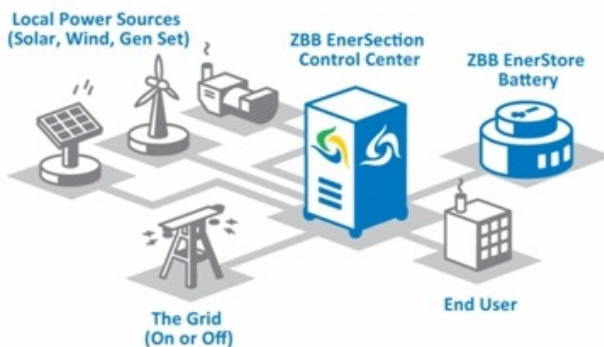 Local Power Sources
(Solar, Wind, Gen Set)
ZBB EnerSection
Control Center
ZBB EnerStore
Battery
The Grid
(On or Off)
End User